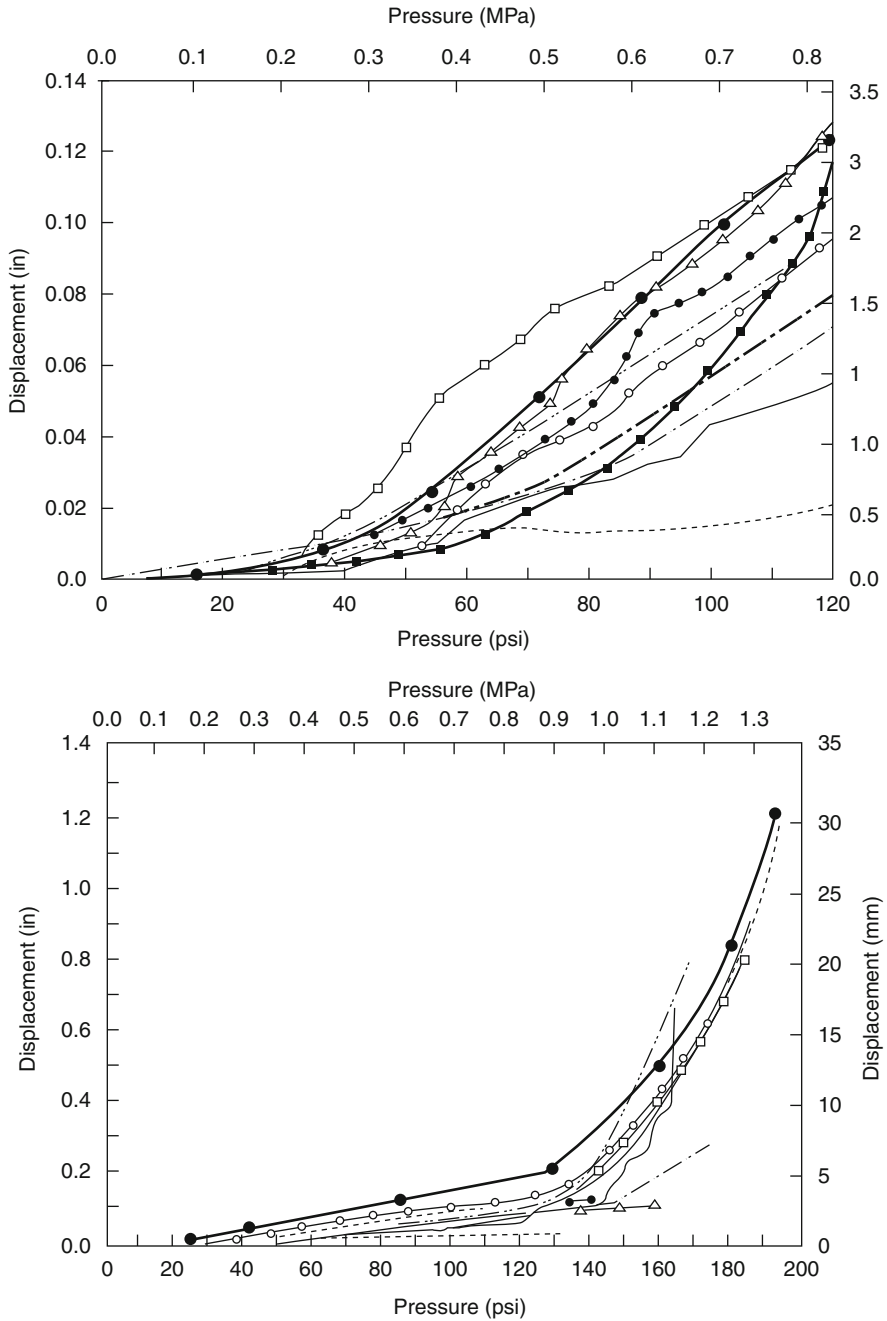 Pressure (MPa)
0.0 0.1 0.2 0.3 0.4 0.5 0.6 0.7 0.8
0.14 3.5
0.12 3
0.10 2
0.08 1.5
0.06 1
0.04 1.0
0.02 0.5
0.0 0.0
Displacement (in)
0 20 40 60 80 100 120
Pressure (psi)
Pressure (MPa)
0.0 0.1 0.2 0.3 0.4 0.5 0.6 0.7 0.8 0.9 1.0 1.1 1.2 1.3
1.4 35
1.2 30
1.0 25
0.8 20
0.6 15
0.4 10
0.2 5
0.0 0
Displacement (in)
Displacement (mm)
0 20 40 60 80 100 120 140 160 180 200
Pressure (psi)